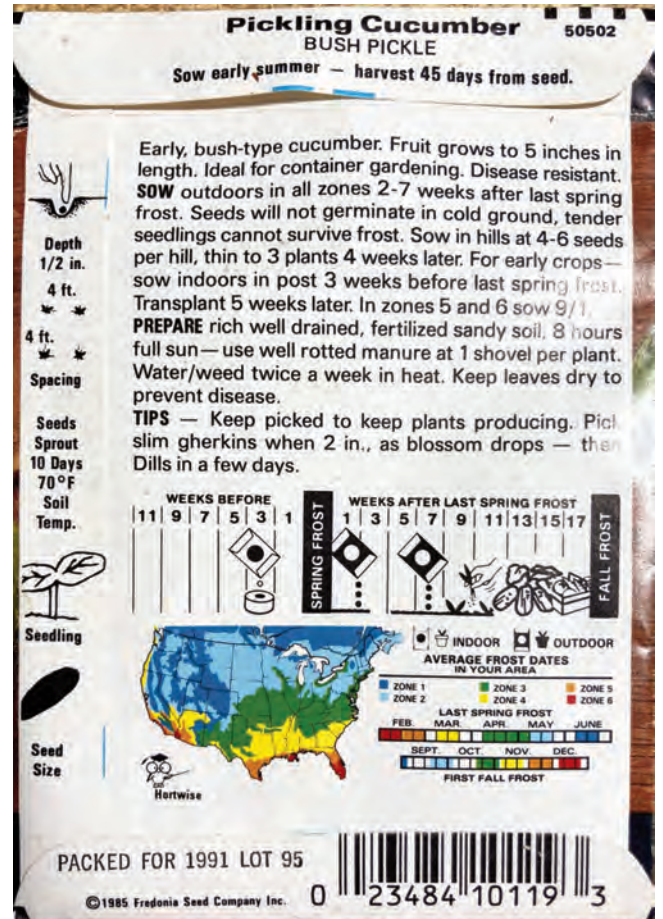 Pickling Cucumber
50502
BUSH PICKLE
Sow early summer — harvest 45 days from seed.
Early, bush-type cucumber. Fruit grows to 5 inches in
length. Ideal for container gardening. Disease resistant.
SOW outdoors in all zones 2-7 weeks after last spring
frost. Seeds will not germinate in cold ground, tender
seedlings cannot survive frost. Sow in hills at 4-6 seeds
per hill, thin to 3 plants 4 weeks later. For early crops—
sow indoors in post 3 weeks before last spring frost.
Transplant 5 weeks later. In zones 5 and 6 sow 9/1.
PREPARE rich well drained, fertilized sandy soil, 8 hours
full sun—use well rotted manure at 1 shovel per plant.
Water/weed twice a week in heat. Keep leaves dry to
prevent disease.
TIPS — Keep picked to keep plants producing. Pick
slim gherkins when 2 in., as blossom drops — then
Dills in a few days.
Depth
1/2 in.
4 ft.
4 ft.
Spacing
Seeds
Sprout
10 Days
70°F
Soil
Temp.
Seedling
Seed
Size
WEEKS BEFORE
11 9 7 5 3 1
SPRING FROST
WEEKS AFTER LAST SPRING FROST
1 3 5 7 9 11 13 15 17
FALL FROST
INDOOR OUTDOOR
AVERAGE FROST DATES
IN YOUR AREA
ZONE 1 ZONE 3 ZONE 5
ZONE 2 ZONE 4 ZONE 6
LAST SPRING FROST
FEB. MAR. APR. MAY JUNE
SEPT. OCT. NOV. DEC.
FIRST FALL FROST
Hortwise
PACKED FOR 1991 LOT 95
©1985 Fredonia Seed Company Inc.
0 23484 10119 3